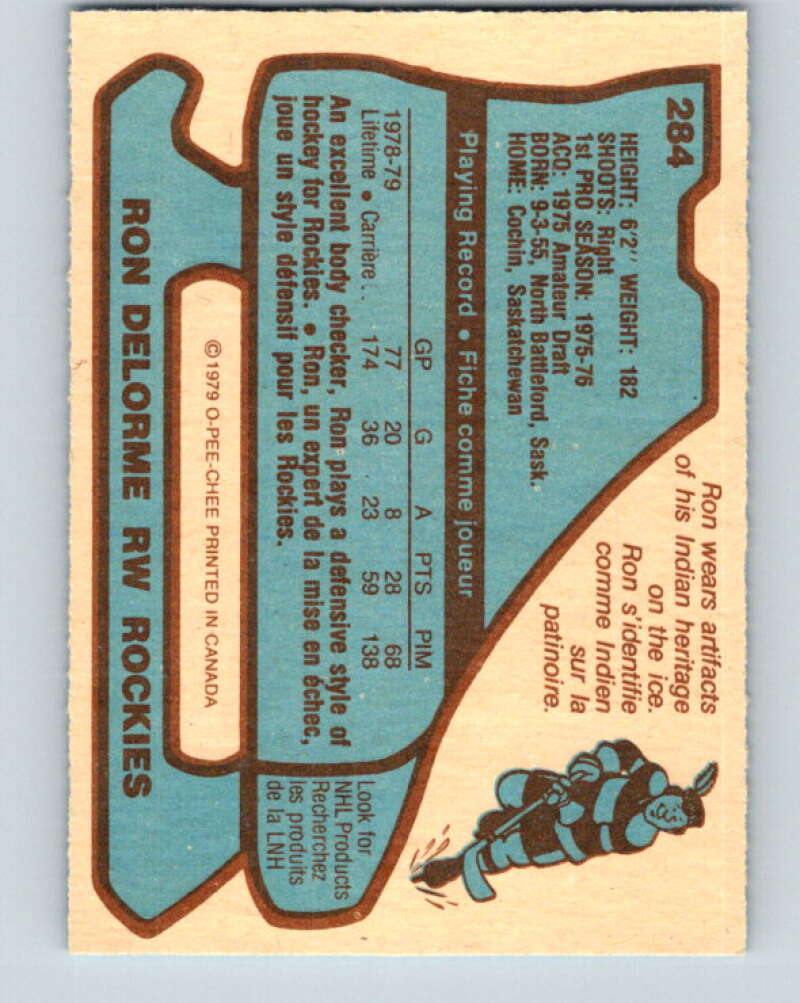 284
HEIGHT: 6'2" WEIGHT: 182
SHOOTS: Right
1st PRO SEASON: 1975-76
ACQ: 1975 Amateur Draft
BORN: 9-3-55, North Battleford, Sask.
HOME: Cochin, Saskatchewan
Ron wears artifacts
of his Indian heritage
on the ice.
Ron s'identifie
comme Indien
sur la
patinoire.
Playing Record • Fiche comme joueur
GP G A PTS PIM
1978-79 77 20 8 28 68
Lifetime • Carrière . . 174 36 23 59 138
An excellent body checker, Ron plays a defensive style of
hockey for Rockies. • Ron, un expert de la mise en échec,
joue un style défensif pour les Rockies.
Look for
NHL Products
Recherchez
les produits
de la LNH
©1979 O-PEE-CHEE PRINTED IN CANADA
RON DELORME RW ROCKIES